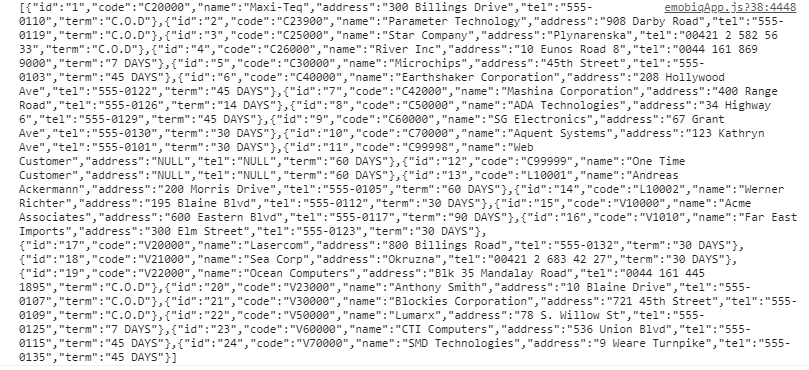 [{"id":"1","code":"C20000","name":"Maxi-Teq","address":"300 Billings Drive","tel":"555- emobiqApp.js?38:4448
0110","term":"C.O.D"},{"id":"2","code":"C23900","name":"Parameter Technology","address":"908 Darby Road","tel":"555-
0119","term":"C.O.D"},{"id":"3","code":"C25000","name":"Star Company","address":"Plynarenska","tel":"00421 2 582 56
33","term":"C.O.D"},{"id":"4","code":"C26000","name":"River Inc","address":"10 Eunos Road 8","tel":"0044 161 869
9000","term":"7 DAYS"},{"id":"5","code":"C30000","name":"Microchips","address":"45th Street","tel":"555-
0103","term":"45 DAYS"},{"id":"6","code":"C40000","name":"Earthshaker Corporation","address":"208 Hollywood
Ave","tel":"555-0122","term":"45 DAYS"},{"id":"7","code":"C42000","name":"Mashina Corporation","address":"400 Range
Road","tel":"555-0126","term":"14 DAYS"},{"id":"8","code":"C50000","name":"ADA Technologies","address":"34 Highway
6","tel":"555-0129","term":"45 DAYS"},{"id":"9","code":"C60000","name":"SG Electronics","address":"67 Grant
Ave","tel":"555-0130","term":"30 DAYS"},{"id":"10","code":"C70000","name":"Aquent Systems","address":"123 Kathryn
Ave","tel":"555-0101","term":"30 DAYS"},{"id":"11","code":"C99998","name":"Web
Customer","address":"NULL","tel":"NULL","term":"60 DAYS"},{"id":"12","code":"C99999","name":"One Time
Customer","address":"NULL","tel":"NULL","term":"60 DAYS"},{"id":"13","code":"L10001","name":"Andreas
Ackermann","address":"200 Morris Drive","tel":"555-0105","term":"60 DAYS"},{"id":"14","code":"L10002","name":"Werner
Richter","address":"195 Blaine Blvd","tel":"555-0112","term":"30 DAYS"},{"id":"15","code":"V10000","name":"Acme
Associates","address":"600 Eastern Blvd","tel":"555-0117","term":"90 DAYS"},{"id":"16","code":"V1010","name":"Far East
Imports","address":"300 Elm Street","tel":"555-0123","term":"30 DAYS"},
{"id":"17","code":"V20000","name":"Lasercom","address":"800 Billings Road","tel":"555-0132","term":"30 DAYS"},
{"id":"18","code":"V21000","name":"Sea Corp","address":"Okruzna","tel":"00421 2 683 42 27","term":"30 DAYS"},
{"id":"19","code":"V22000","name":"Ocean Computers","address":"Blk 35 Mandalay Road","tel":"0044 161 445
1895","term":"C.O.D"},{"id":"20","code":"V23000","name":"Anthony Smith","address":"10 Blaine Drive","tel":"555-
0107","term":"C.O.D"},{"id":"21","code":"V30000","name":"Blockies Corporation","address":"721 45th Street","tel":"555-
0109","term":"C.O.D"},{"id":"22","code":"V50000","name":"Lumarx","address":"78 S. Willow St","tel":"555-
0125","term":"7 DAYS"},{"id":"23","code":"V60000","name":"CTI Computers","address":"536 Union Blvd","tel":"555-
0115","term":"45 DAYS"},{"id":"24","code":"V70000","name":"SMD Technologies","address":"9 Weare Turnpike","tel":"555-
0135","term":"45 DAYS"}]